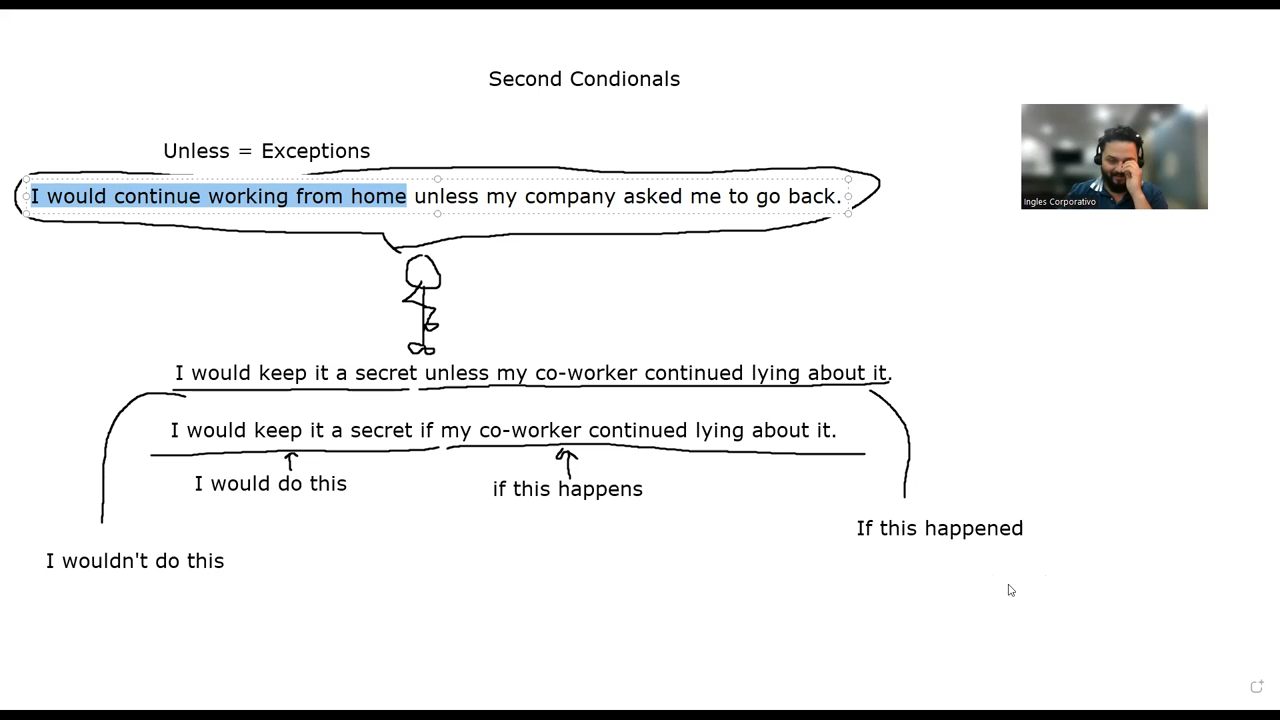 Second Condionals
Unless = Exceptions
I would continue working from home unless my company asked me to go back.
Ingles Corporativo
I would keep it a secret unless my co-worker continued lying about it.
I would keep it a secret if my co-worker continued lying about it.
I would do this
if this happens
If this happened
I wouldn't do this